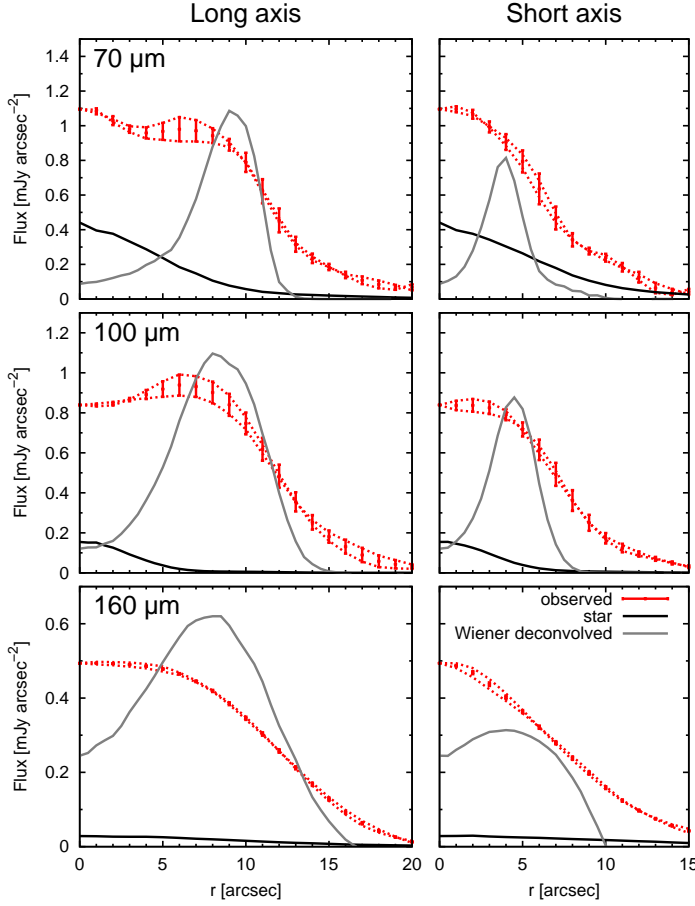 Long axis
Short axis
70 µm
Flux [mJy arcsec−2]
0
0.2
0.4
0.6
0.8
1
1.2
1.4
100 µm
Flux [mJy arcsec−2]
0
0.2
0.4
0.6
0.8
1
1.2
160 µm
observed
star
Wiener deconvolved
Flux [mJy arcsec−2]
0
0.2
0.4
0.6
0 5 10 15 20
0 5 10 15
r [arcsec]
r [arcsec]